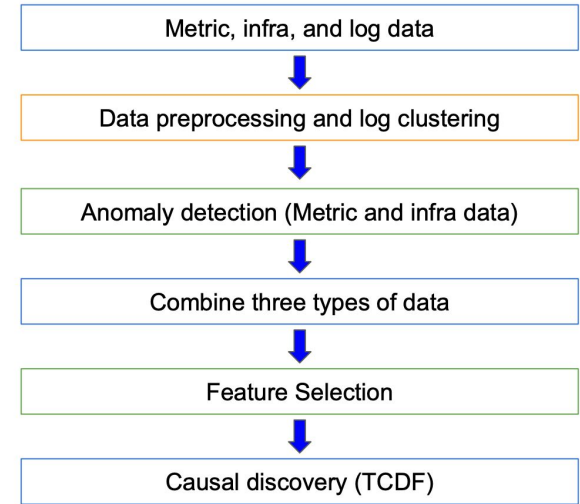 Metric, infra, and log data
Data preprocessing and log clustering
Anomaly detection (Metric and infra data)
Combine three types of data
Feature Selection
Causal discovery (TCDF)